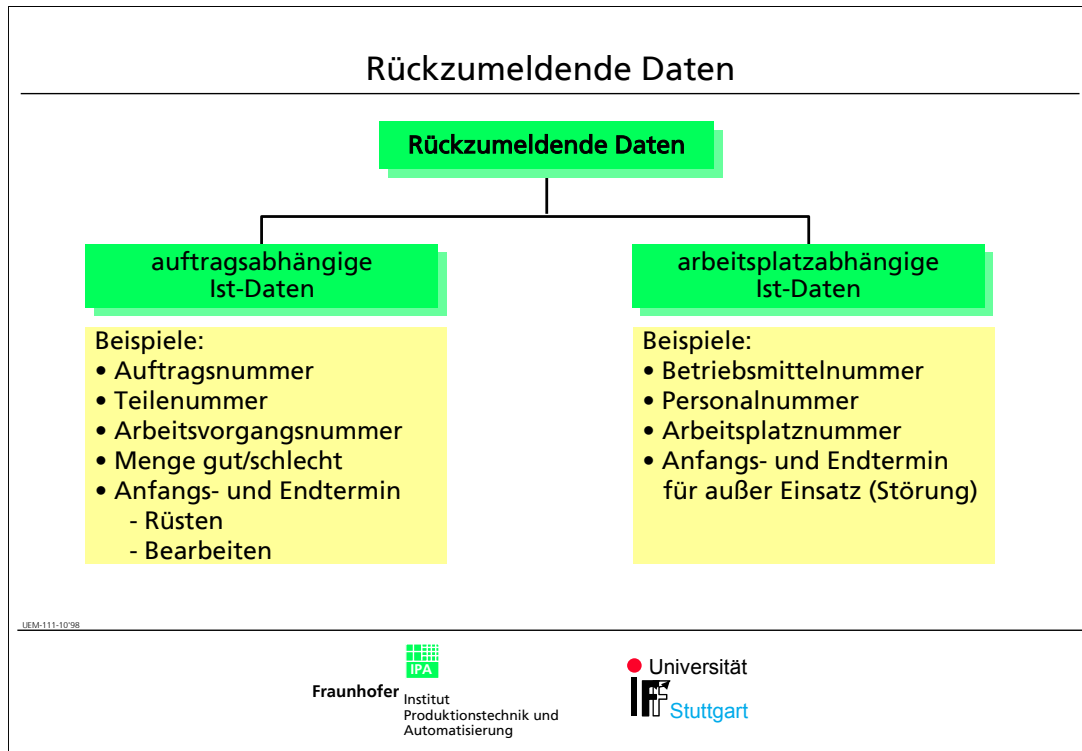 Rückzumeldende Daten
Rückzumeldende Daten
auftragsabhängige
Ist-Daten
Beispiele:
• Auftragsnummer
• Teilenummer
• Arbeitsvorgangsnummer
• Menge gut/schlecht
• Anfangs- und Endtermin
- Rüsten
- Bearbeiten
arbeitsplatzabhängige
Ist-Daten
Beispiele:
• Betriebsmittelnummer
• Personalnummer
• Arbeitsplatznummer
• Anfangs- und Endtermin
für außer Einsatz (Störung)
UEM-111-10'98
IPA
Fraunhofer Institut
Produktionstechnik und
Automatisierung
Universität
IFF
Stuttgart